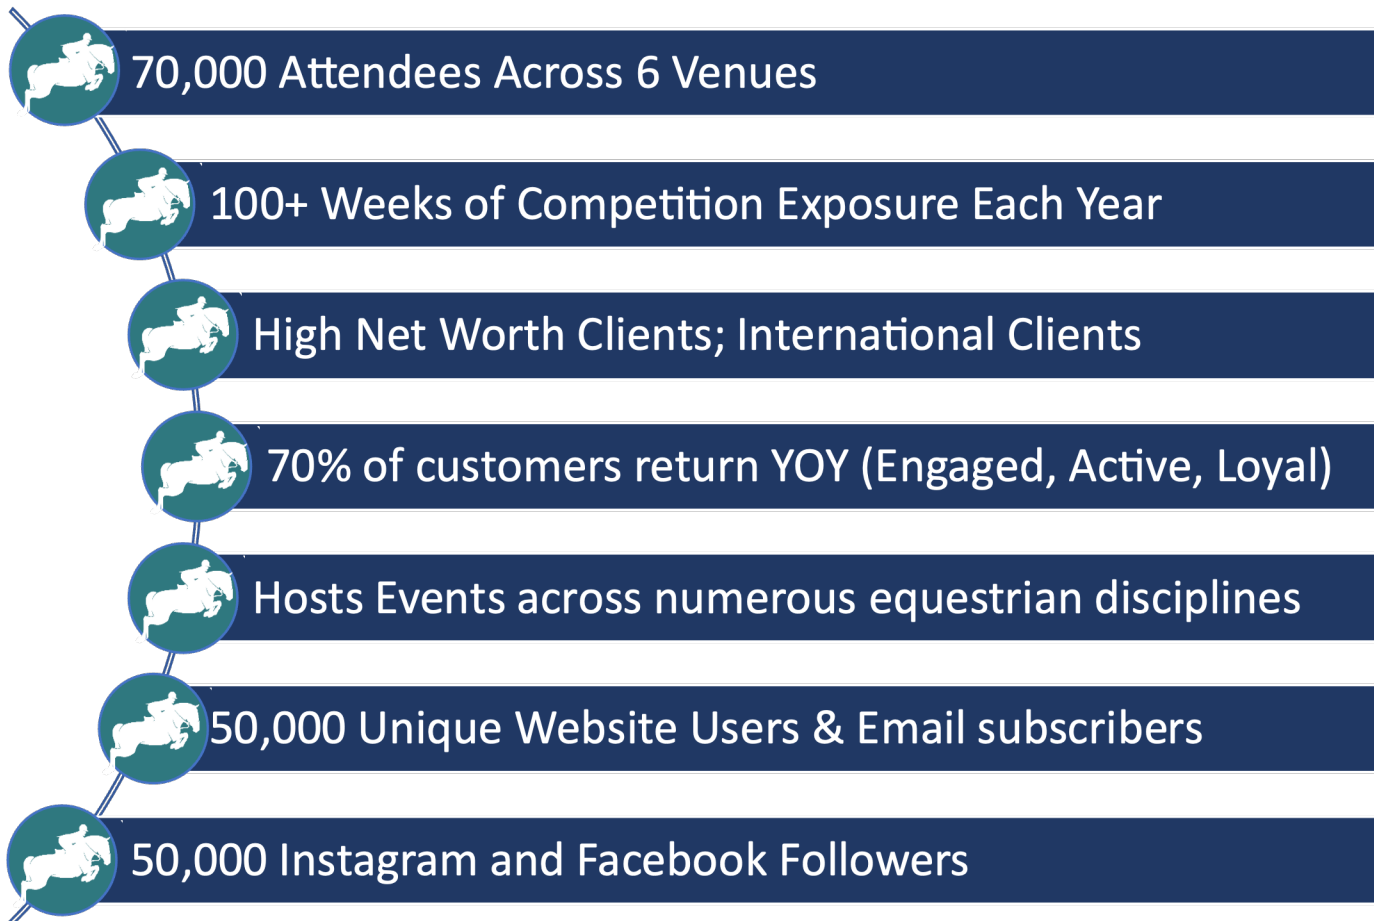 70,000 Attendees Across 6 Venues
100+ Weeks of Competition Exposure Each Year
High Net Worth Clients; International Clients
70% of customers return YOY (Engaged, Active, Loyal)
Hosts Events across numerous equestrian disciplines
50,000 Unique Website Users & Email subscribers
50,000 Instagram and Facebook Followers